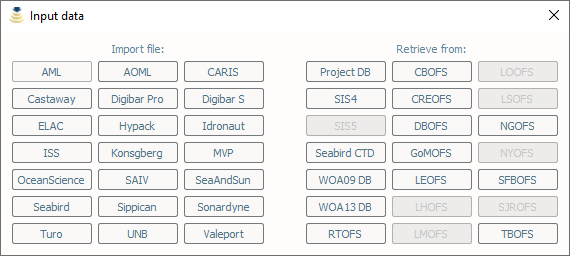 Input data
Import file: Retrieve from:
AML AOML CARIS Project DB CBOFS LOOFS
Castaway Digibar Pro Digibar S SIS4 CREOFS LSOFS
ELAC Hypack Idronaut SIS5 DBOFS NGOFS
ISS Konsgberg MVP Seabird CTD GoMOFS NYOFS
OceanScience SAIV SeaAndSun WOA09 DB LEOFS SFBOFS
Seabird Sippican Sonardyne WOA13 DB LHOFS SJROFS
Turo UNB Valeport RTOFS LMOFS TBOFS